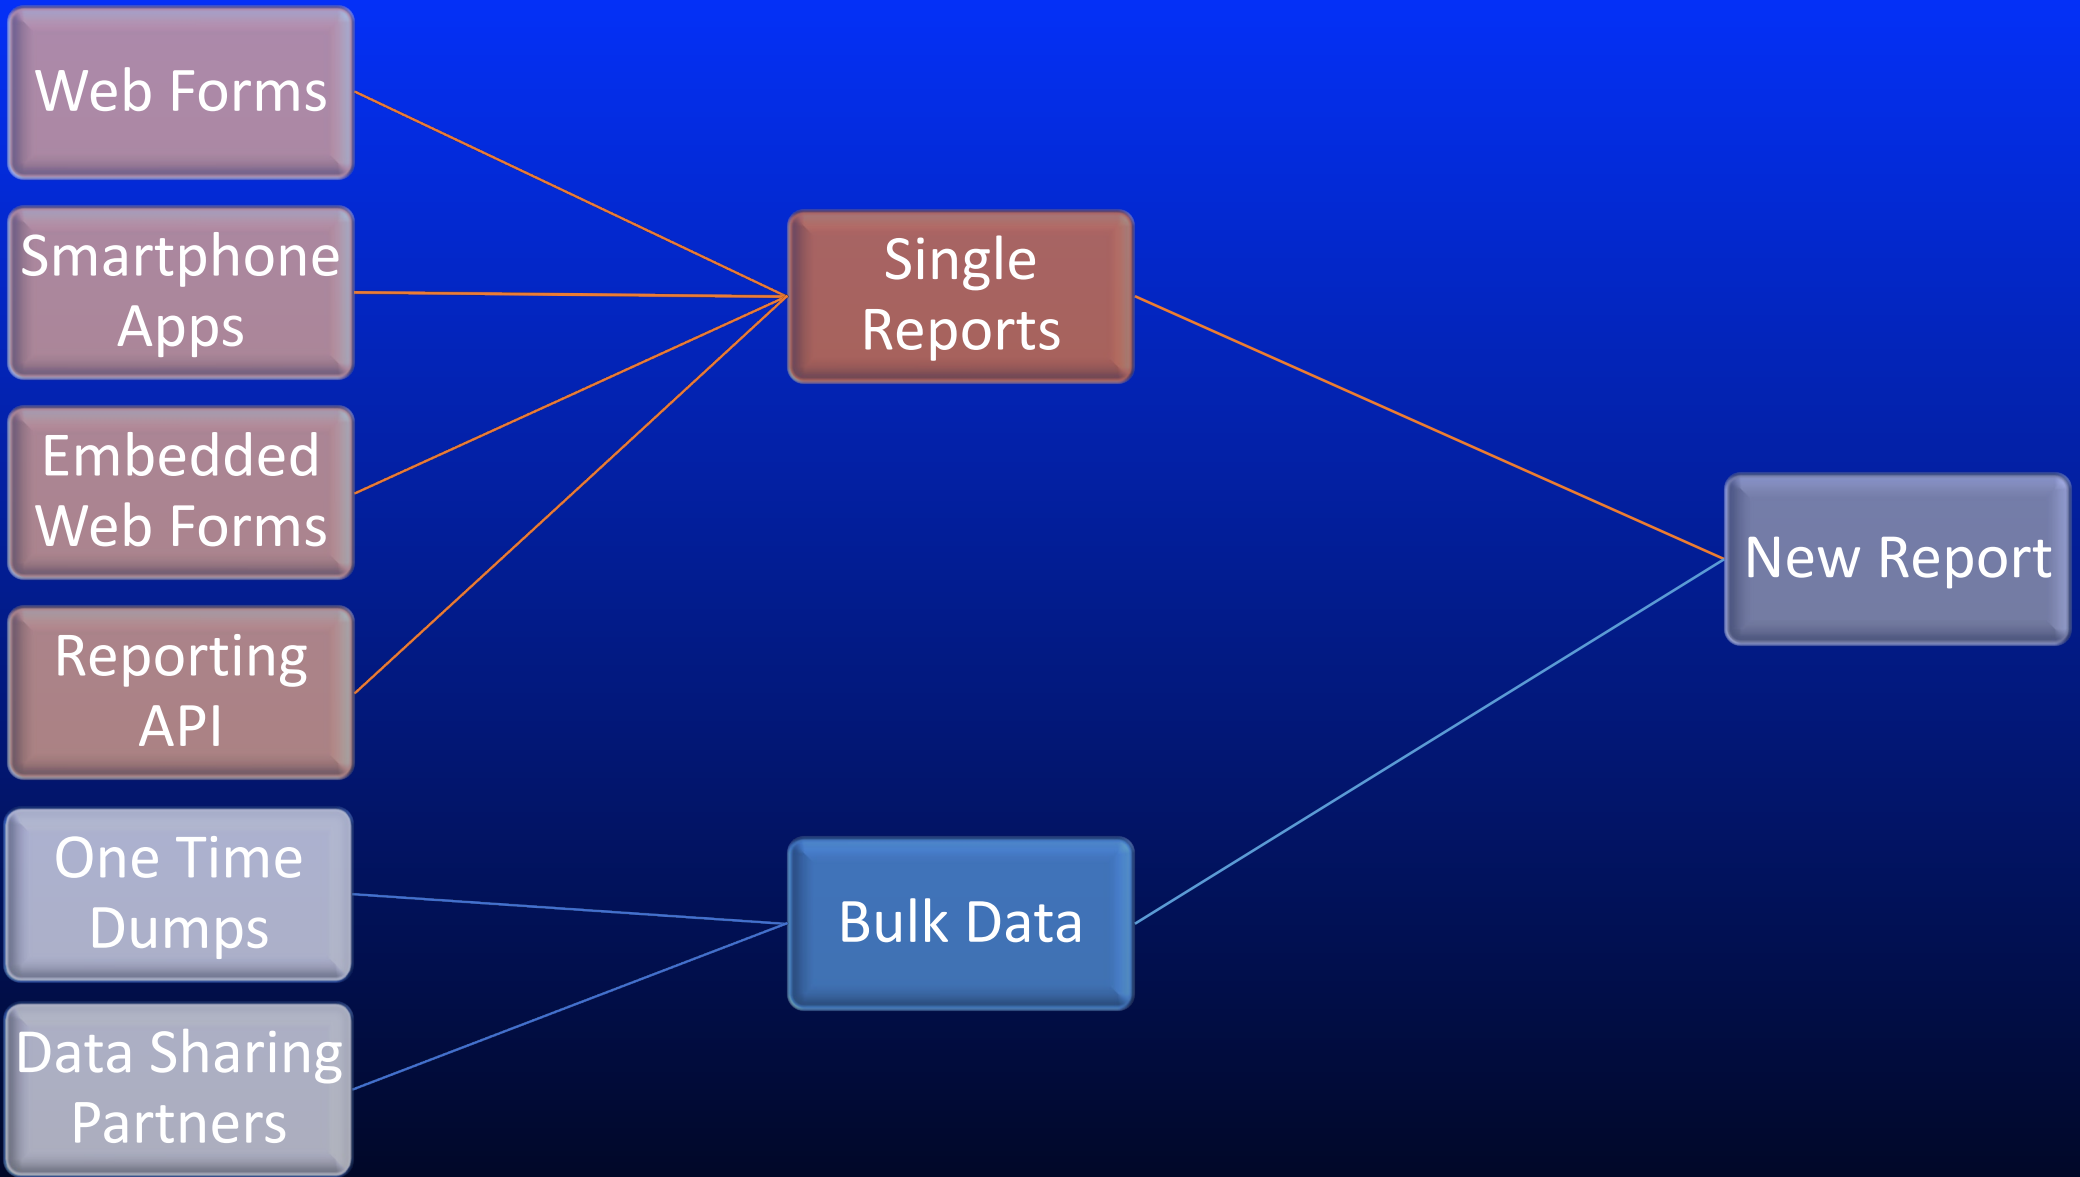 Web Forms
Smartphone
Apps
Embedded
Web Forms
Reporting
API
One Time
Dumps
Data Sharing
Partners
Single
Reports
Bulk Data
New Report